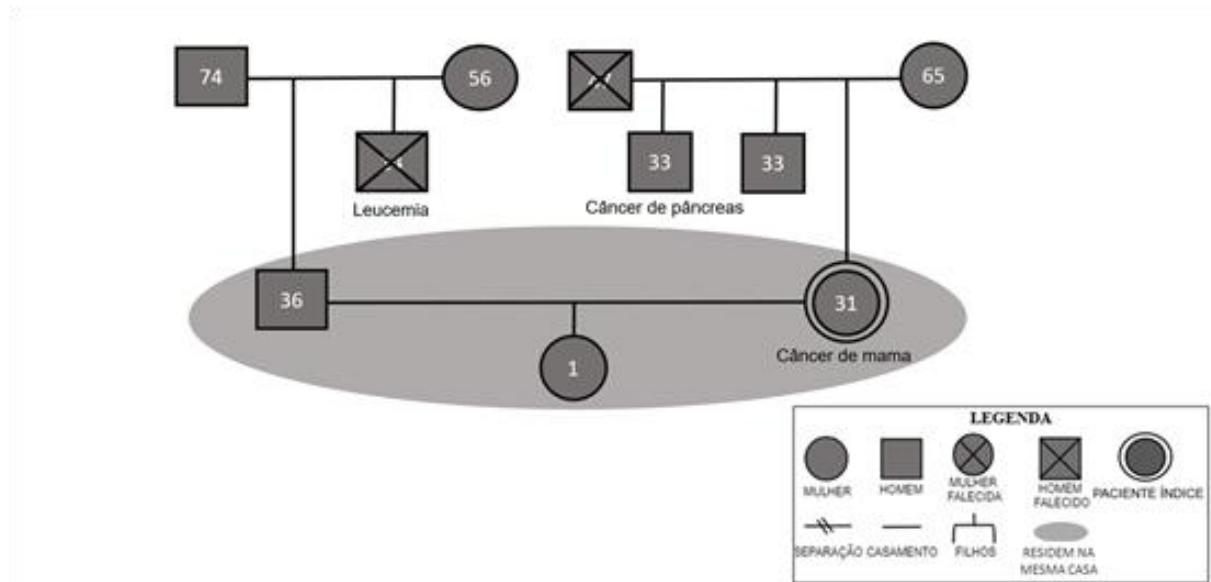 74
56
65
33
33
Leucemia
Câncer de pâncreas
36
31
Câncer de mama
1
LEGENDA
MULHER
HOMEM
MULHER
FALECIDA
HOMEM
FALECIDO
PACIENTE ÍNDICE
SEPARAÇÃO
CASAMENTO
FILHOS
RESIDEM NA
MESMA CASA